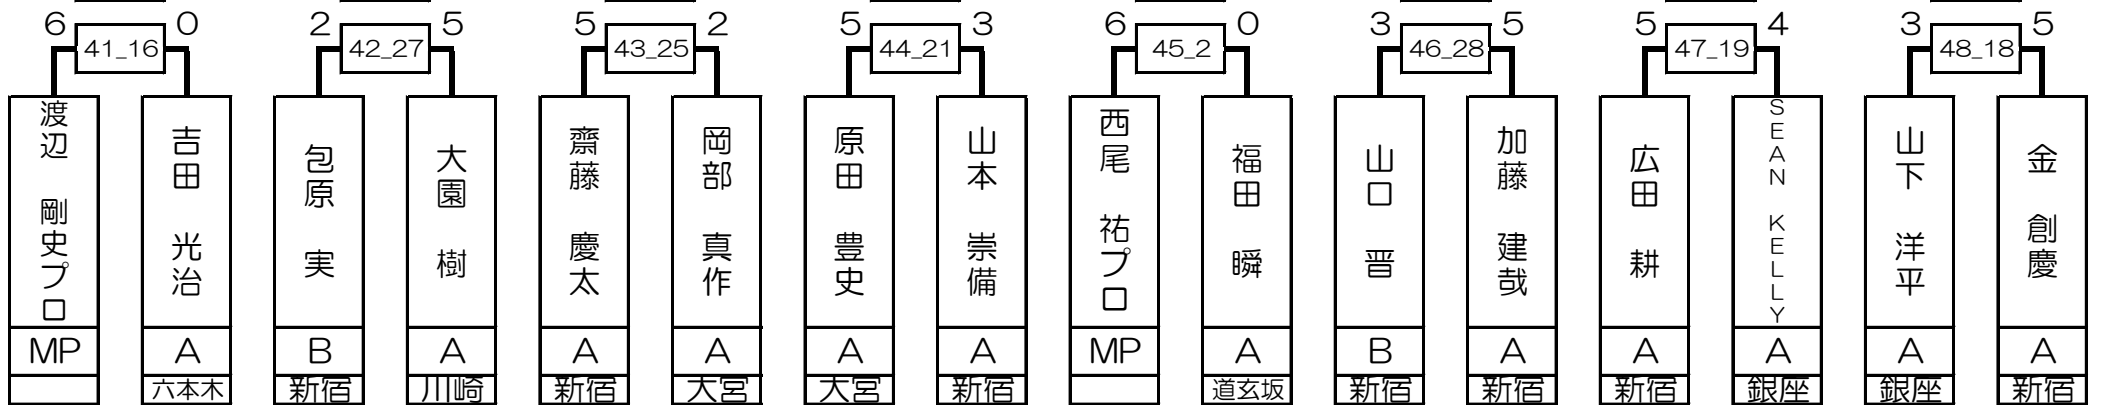 6 0 2 5 5 2 5 3 6 0 3 5 5 4 3 5
41_16 42_27 43_25 44_21 45_2 46_28 47_19 48_18
渡辺 剛史プロ
吉田 光治
包原 実
大園 樹
齋藤 慶太
岡部 真作
原田 豊史
山本 崇備
西尾 祐プロ
福田 瞬
山口 晋
加藤 建哉
広田 耕
SEAN KELLY
山下 洋平
金 創慶
MP A B A A A A A MP A B A A A A A
六本木 新宿 川崎 新宿 大宮 大宮 新宿 道玄坂 新宿 新宿 新宿 銀座 銀座 新宿